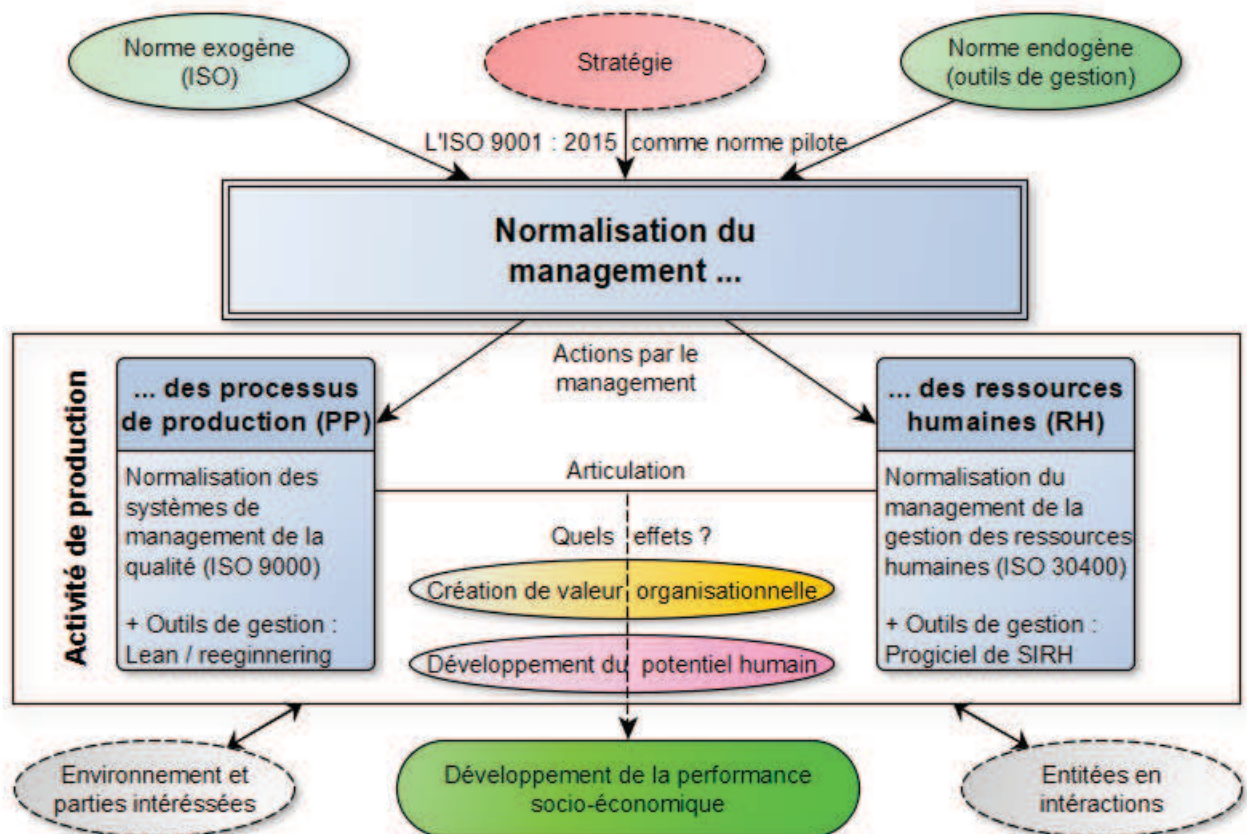 Norme exogène
(ISO)
Stratégie
Norme endogène
(outils de gestion)
L'ISO 9001 : 2015 comme norme pilote
Normalisation du
management ...
Activité de production
Actions par le
management
... des processus
de production (PP)
Normalisation des
systèmes de
management de la
qualité (ISO 9000)
+ Outils de gestion :
Lean / reeginnering
Articulation
Quels effets ?
Création de valeur organisationnelle
Développement du potentiel humain
... des ressources
humaines (RH)
Normalisation du
management de la
gestion des ressources
humaines (ISO 30400)
+ Outils de gestion :
Progiciel de SIRH
Environnement et
parties intéréssées
Développement de la performance
socio-économique
Entitées en
intéractions